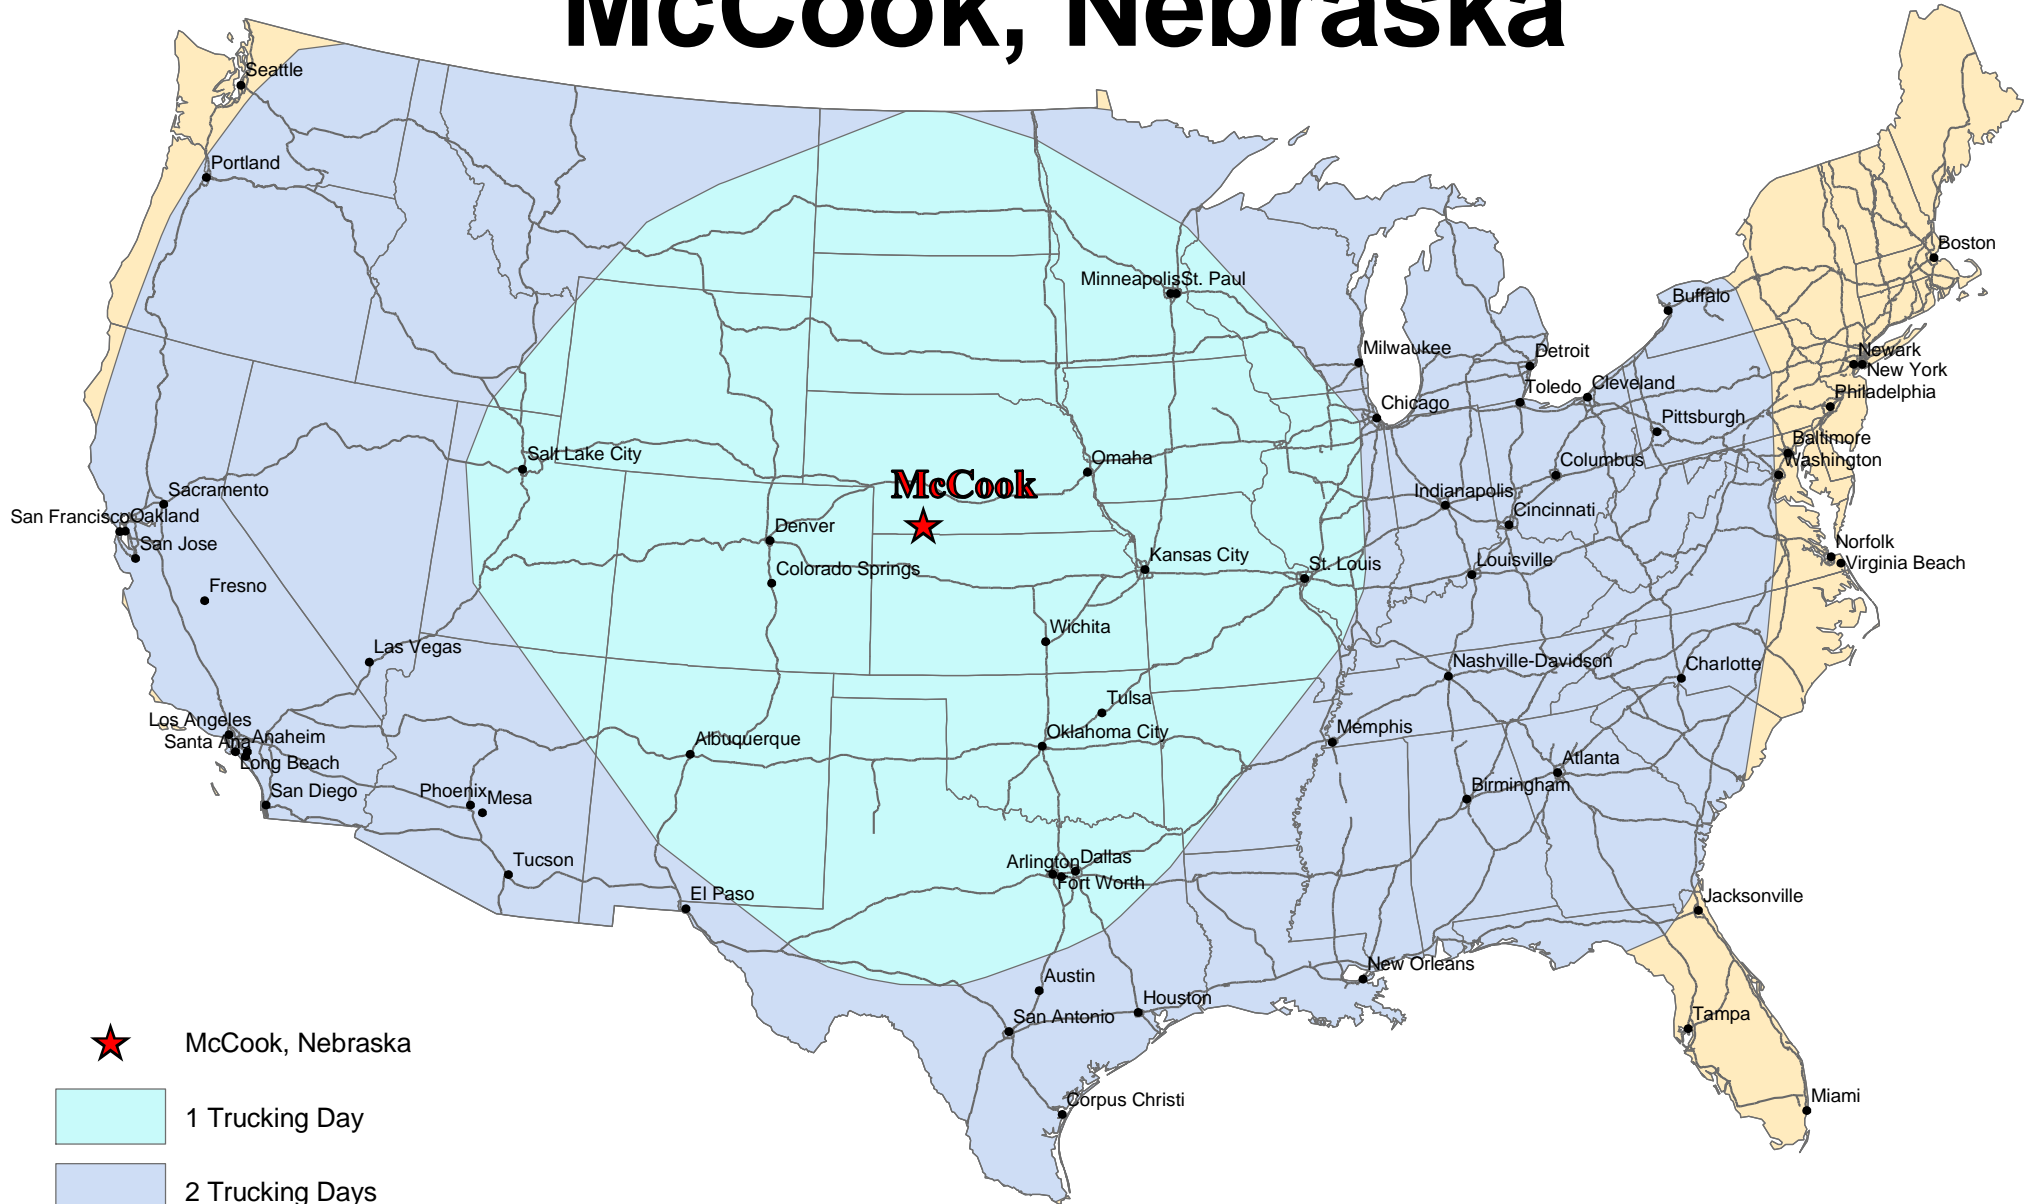 McCook, Nebraska
Seattle
Portland
Boston
Minneapolis St. Paul
Buffalo
Milwaukee
Detroit
Newark
New York
Toledo
Cleveland
Philadelphia
Chicago
Pittsburgh
Baltimore
Washington
Salt Lake City
Omaha
Columbus
McCook
Sacramento
Indianapolis
Cincinnati
San Francisco
Oakland
Denver
San Jose
Norfolk
Virginia Beach
Kansas City
St. Louis
Louisville
Colorado Springs
Fresno
Wichita
Las Vegas
Nashville-Davidson
Charlotte
Tulsa
Los Angeles
Memphis
Oklahoma City
Anaheim
Santa Ana
Albuquerque
Long Beach
Atlanta
San Diego
Phoenix
Mesa
Birmingham
Tucson
Arlington
Dallas
Fort Worth
El Paso
Jacksonville
New Orleans
Austin
Houston
San Antonio
Tampa
McCook, Nebraska
Miami
Corpus Christi
1 Trucking Day
2 Trucking Days